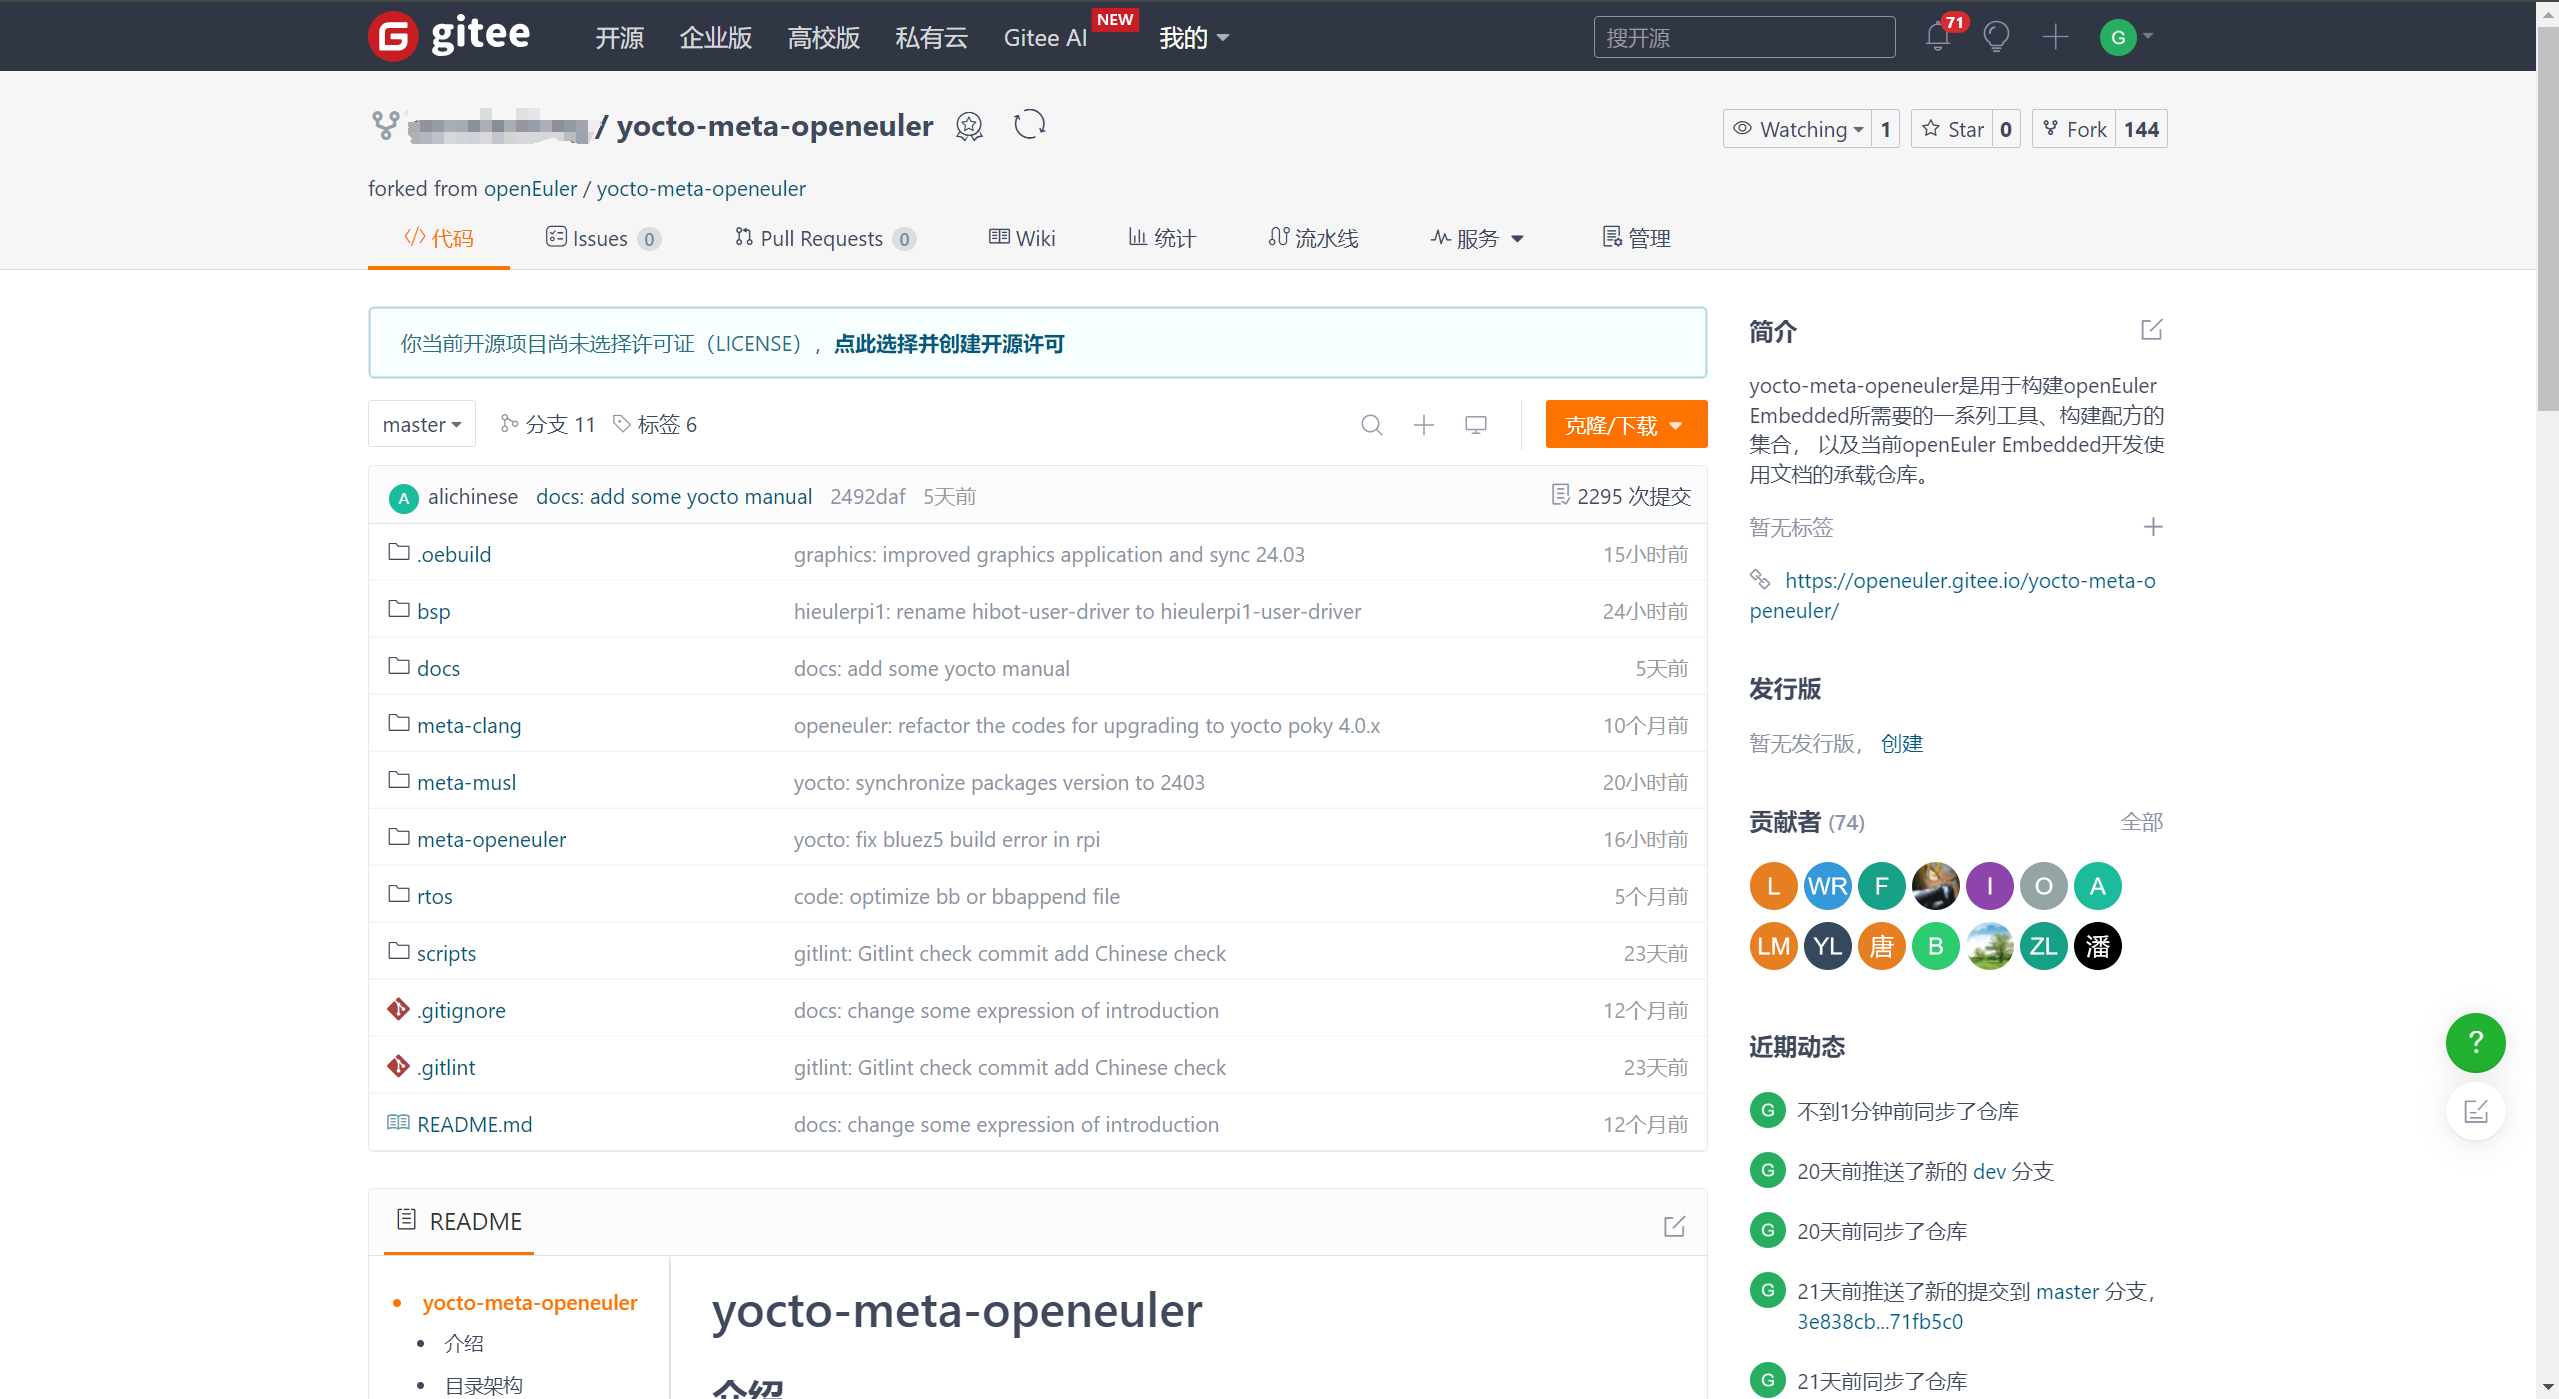 gitee
开源 企业版 高校版 私有云 Gitee AI NEW 我的
搜开源
71
G
/ yocto-meta-openeuler
Watching 1 Star 0 Fork 144
forked from openEuler / yocto-meta-openeuler
代码 Issues 0 Pull Requests 0 Wiki 统计 流水线 服务 管理
你当前开源项目尚未选择许可证（LICENSE），点此选择并创建开源许可
master 分支 11 标签 6 克隆/下载
A alichinese docs: add some yocto manual 2492daf 5天前 2295 次提交
.oebuild graphics: improved graphics application and sync 24.03 15小时前
bsp hieulerpi1: rename hibot-user-driver to hieulerpi1-user-driver 24小时前
docs docs: add some yocto manual 5天前
meta-clang openeuler: refactor the codes for upgrading to yocto poky 4.0.x 10个月前
meta-musl yocto: synchronize packages version to 2403 20小时前
meta-openeuler yocto: fix bluez5 build error in rpi 16小时前
rtos code: optimize bb or bbappend file 5个月前
scripts gitlint: Gitlint check commit add Chinese check 23天前
.gitignore docs: change some expression of introduction 12个月前
.gitlint gitlint: Gitlint check commit add Chinese check 23天前
README.md docs: change some expression of introduction 12个月前
README
yocto-meta-openeuler
介绍
目录架构
yocto-meta-openeuler
介绍
简介
yocto-meta-openeuler是用于构建openEuler
Embedded所需要的一系列工具、构建配方的
集合， 以及当前openEuler Embedded开发使
用文档的承载仓库。
暂无标签
https://openeuler.gitee.io/yocto-meta-o
peneuler/
发行版
暂无发行版， 创建
贡献者 (74) 全部
L WR F I O A
LM YL 唐 B ZL 潘
近期动态
G 不到1分钟前同步了仓库
G 20天前推送了新的 dev 分支
G 20天前同步了仓库
G 21天前推送了新的提交到 master 分支，
3e838cb...71fb5c0
G 21天前同步了仓库
?